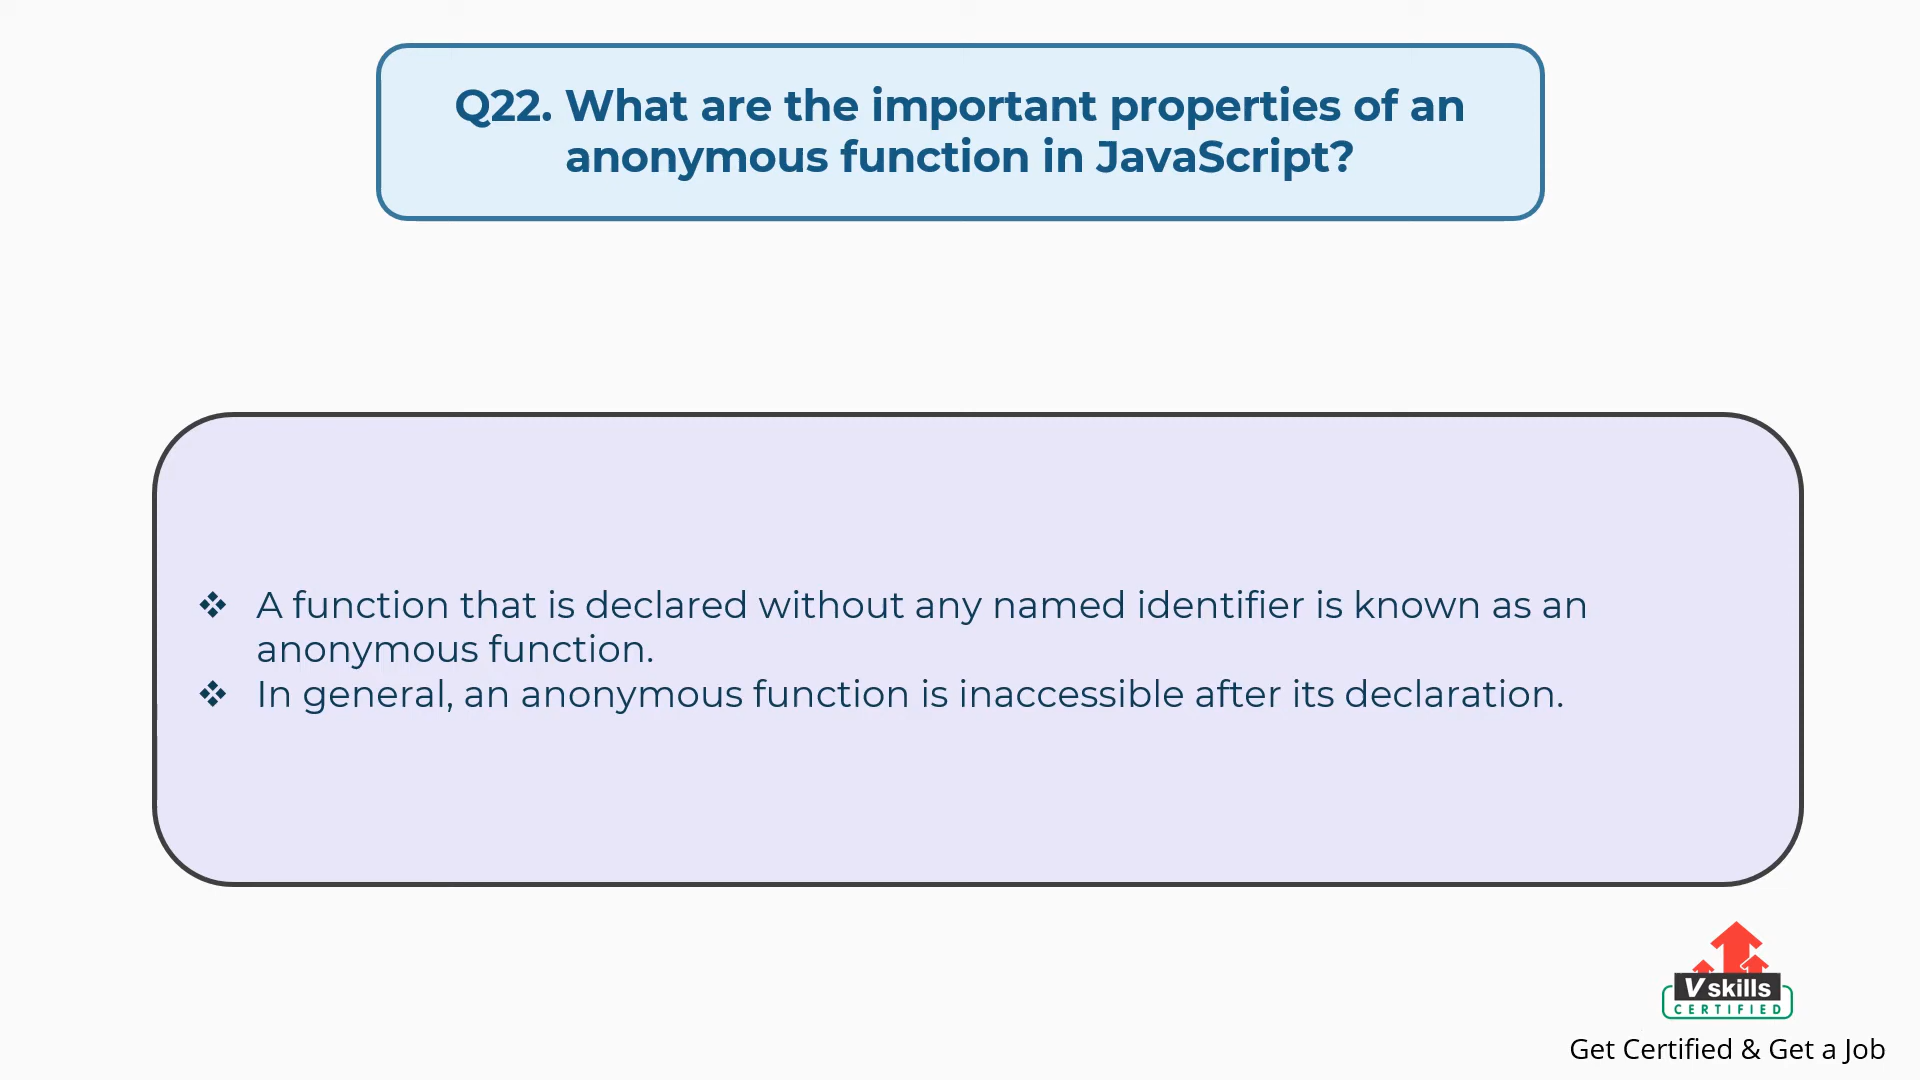 Q22. What are the important properties of an
anonymous function in JavaScript?
❖ A function that is declared without any named identifier is known as an
anonymous function.
❖ In general, an anonymous function is inaccessible after its declaration.
Vskills
CERTIFIED
Get Certified & Get a Job